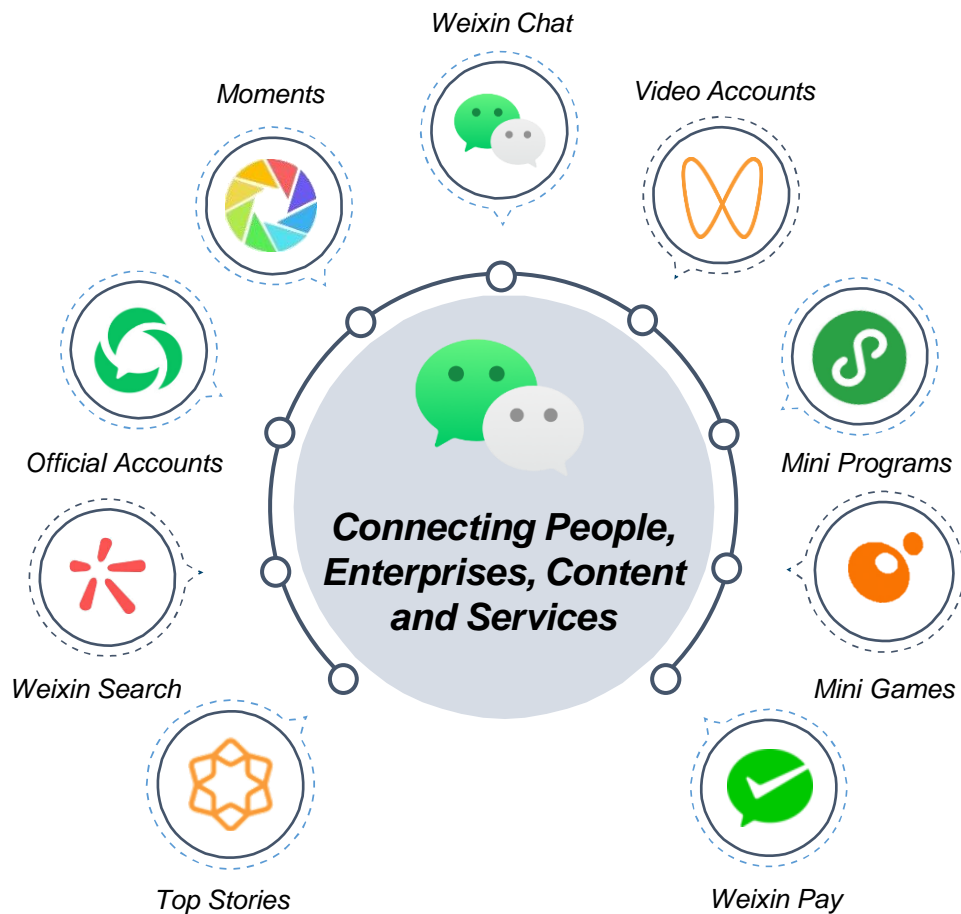 Weixin Chat
Moments
Video Accounts
Official Accounts
Mini Programs
Connecting People,
Enterprises, Content
and Services
Weixin Search
Mini Games
Top Stories
Weixin Pay